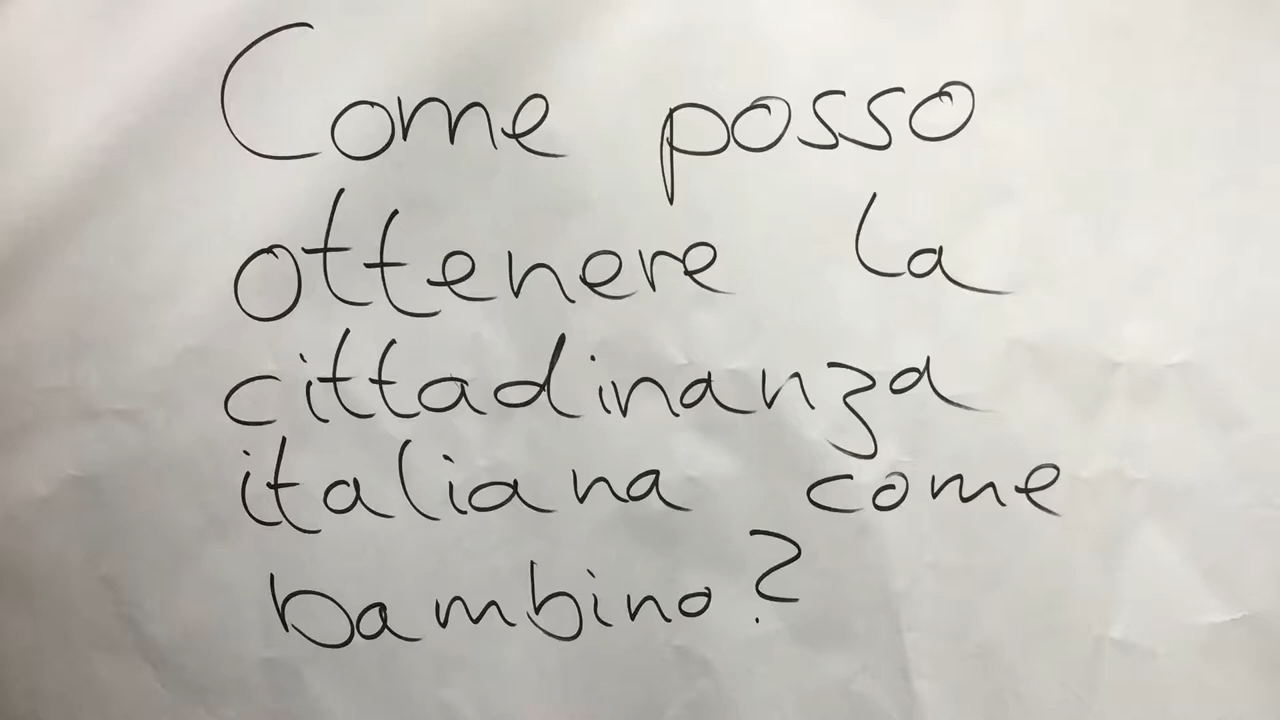 Come posso
ottenere la
cittadinanza
italiana come
bambino?